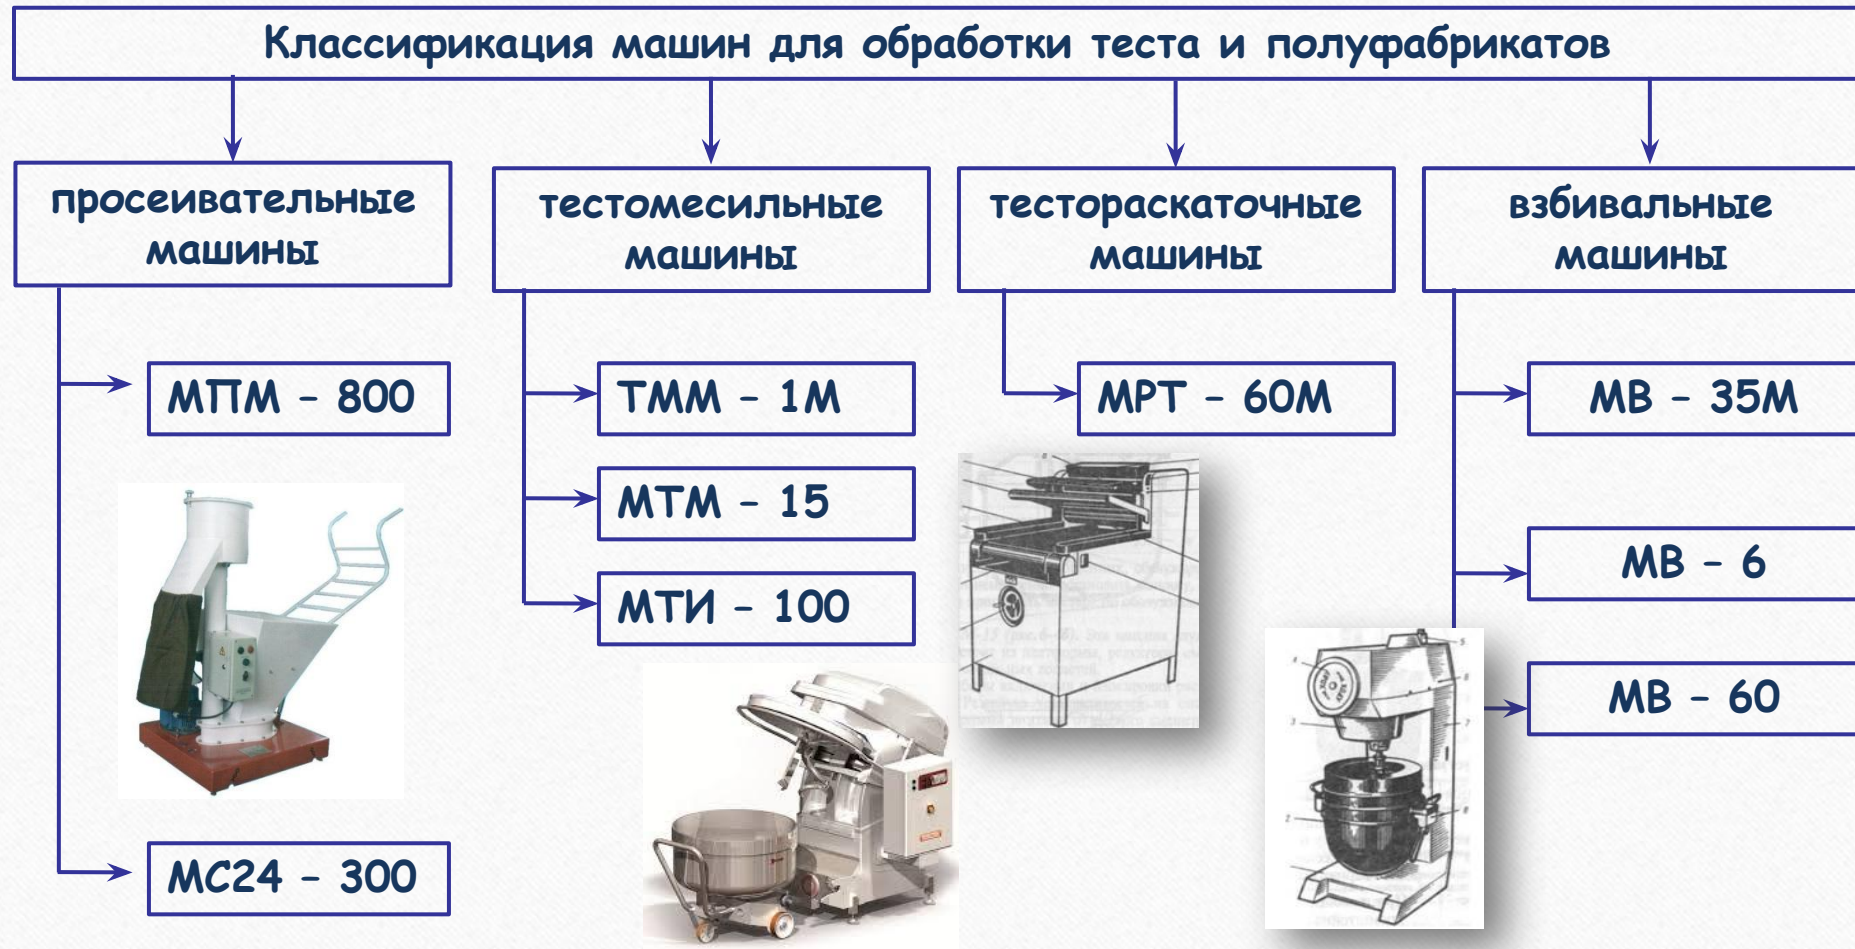 Классификация машин для обработки теста и полуфабрикатов
просеивательные
машины
тестомесильные
машины
тестораскаточные
машины
взбивальные
машины
МПМ – 800
ТММ – 1М
МРТ – 60М
МВ – 35М
МТМ – 15
МВ – 6
МТИ – 100
МВ – 60
МС24 – 300